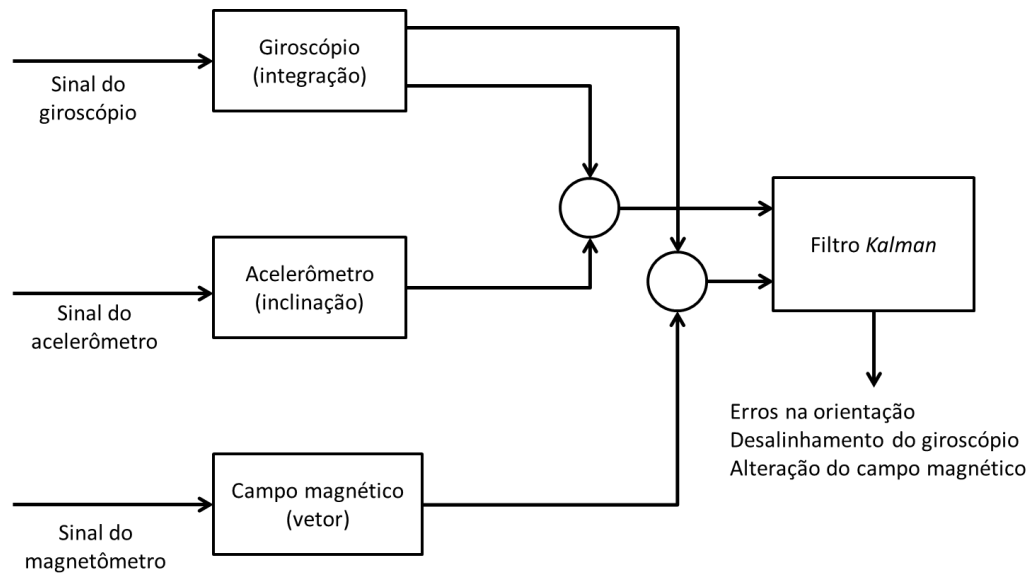 Giroscópio
(integração)
Sinal do
giroscópio
Filtro Kalman
Acelerômetro
(inclinação)
Sinal do
acelerômetro
Erros na orientação
Desalinhamento do giroscópio
Alteração do campo magnético
Campo magnético
(vetor)
Sinal do
magnetômetro